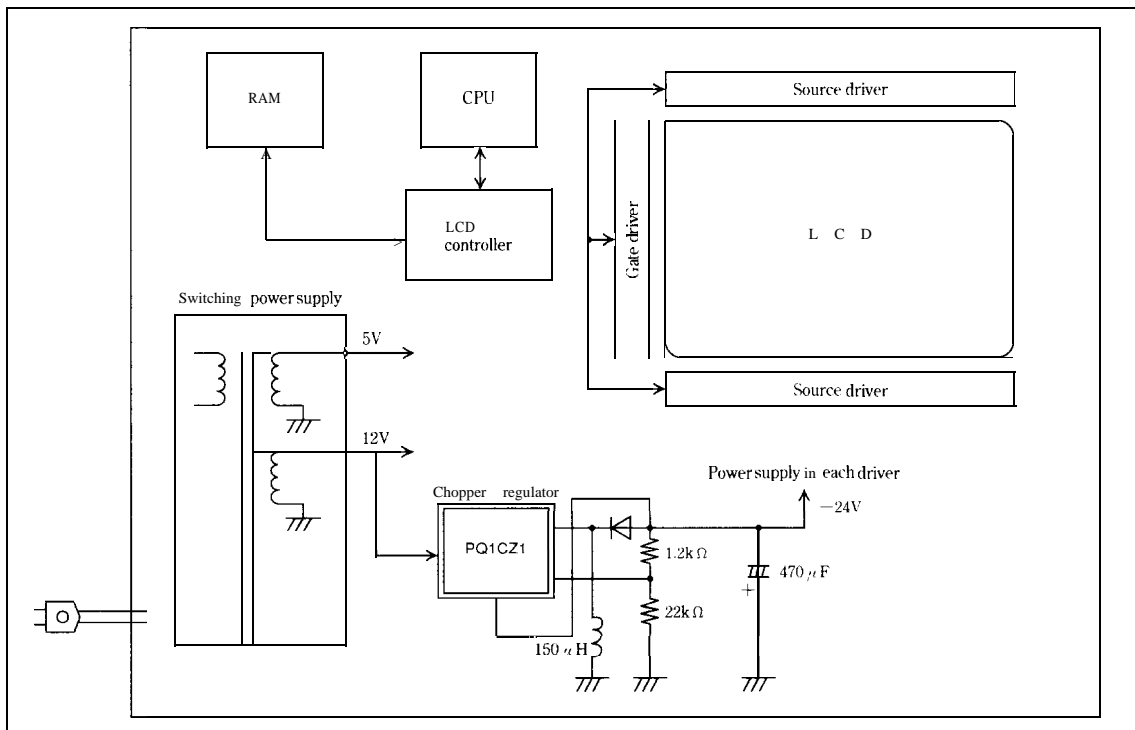 RAM
CPU
LCD
controller
Source driver
Gate driver
L C D
Source driver
Switching power supply
5V
12V
Chopper regulator
PQ1CZ1
Power supply in each driver
−24V
1.2kΩ
470μF
+
22kΩ
150μH